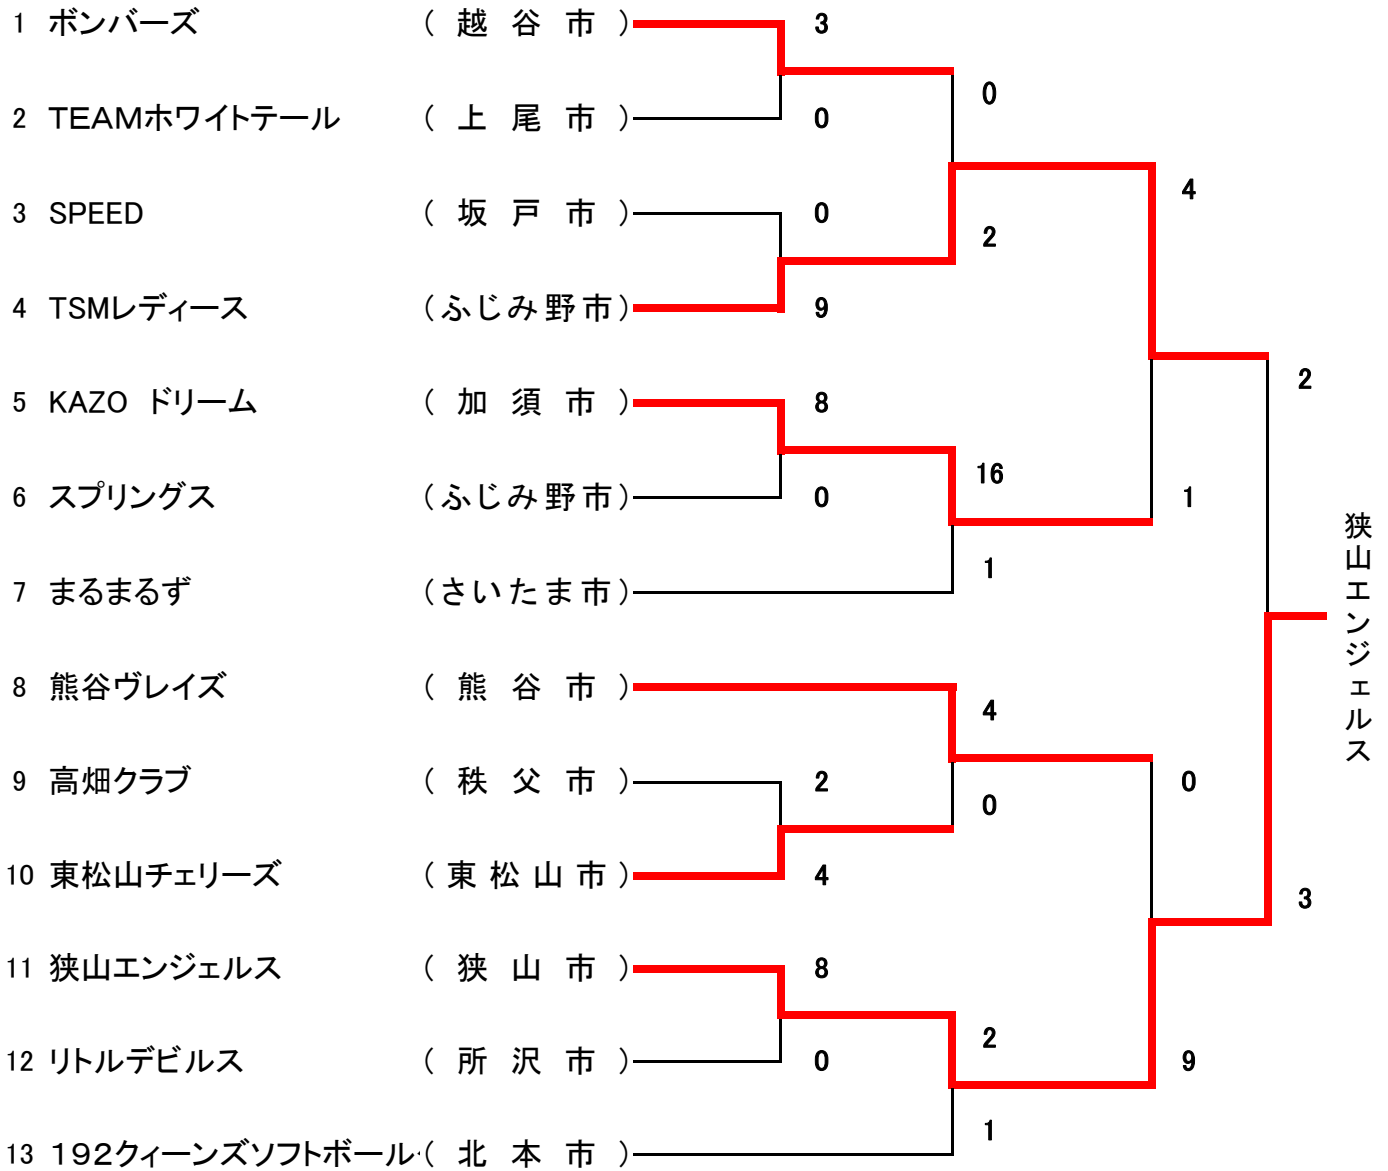 1 ボンバーズ ( 越 谷 市 ) 3
0
2 TEAMホワイトテール ( 上 尾 市 ) 0
4
3 SPEED ( 坂 戸 市 ) 0
2
4 TSMレディース (ふじみ野市) 9
2
5 KAZO ドリーム ( 加 須 市 ) 8
16
6 スプリングス (ふじみ野市) 0
1
1
7 まるまるず (さいたま市)
狭山エンジェルス
8 熊谷ヴレイズ ( 熊 谷 市 )
4
9 高畑クラブ ( 秩 父 市 ) 2
0
0
10 東松山チェリーズ (東松山市) 4
3
11 狭山エンジェルス ( 狭 山 市 ) 8
2
12 リトルデビルス ( 所 沢 市 ) 0
9
1
13 192クィーンズソフトボール ( 北 本 市 )